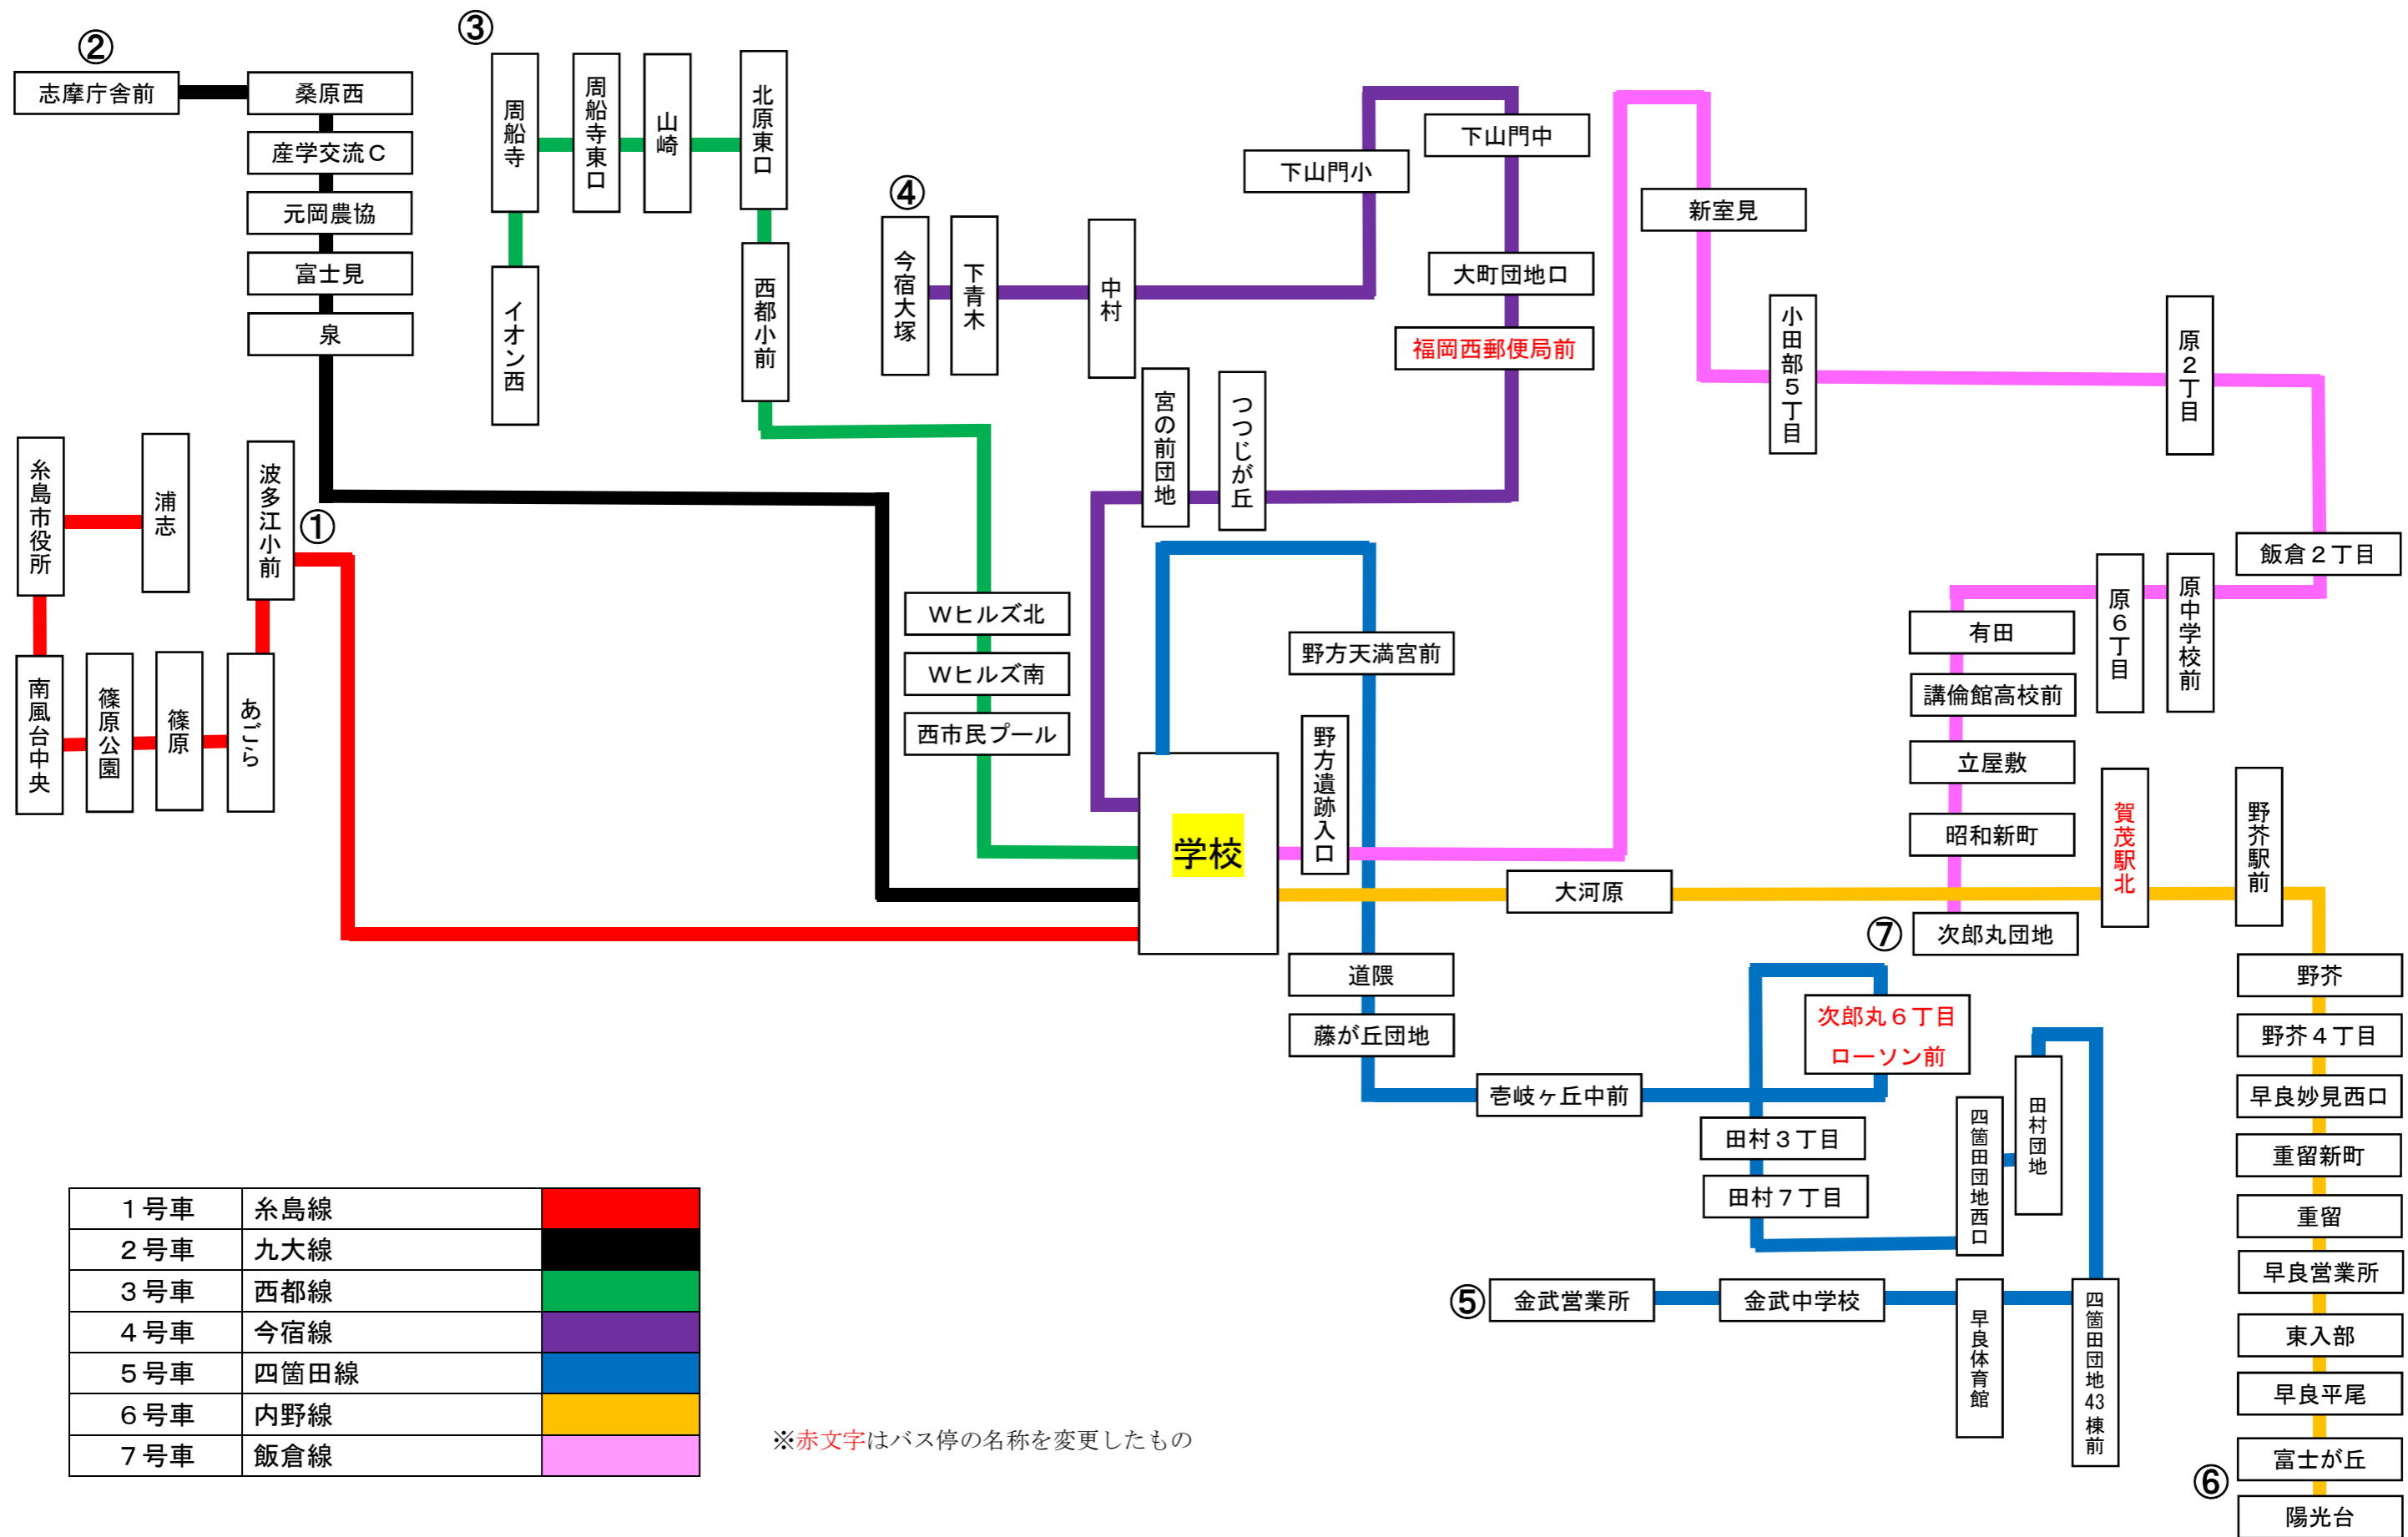 ②
志摩庁舎前
桑原西
産学交流Ｃ
元岡農協
富士見
泉
③
周船寺
周船寺東口
山崎
北原東口
イオン西
西都小前
④
今宿大塚
下青木
中村
下山門小
下山門中
大町団地口
福岡西郵便局前
宮の前団地
つつじが丘
新室見
小田部５丁目
原２丁目
飯倉２丁目
原中学校前
原６丁目
有田
講倫館高校前
立屋敷
昭和新町
⑦
次郎丸団地
糸島市役所
浦志
波多江小前
①
南風台中央
篠原公園
篠原
あごら
Ｗヒルズ北
Ｗヒルズ南
西市民プール
学校
野方天満宮前
野方遺跡入口
大河原
賀茂駅北
野芥駅前
道隈
藤が丘団地
壱岐ヶ丘中前
次郎丸６丁目
ローソン前
田村３丁目
田村７丁目
四箇田団地西口
田村団地
⑤
金武営業所
金武中学校
早良体育館
四箇田団地43棟前
野芥
野芥４丁目
早良妙見西口
重留新町
重留
早良営業所
東入部
早良平尾
富士が丘
⑥
陽光台
１号車 糸島線
２号車 九大線
３号車 西都線
４号車 今宿線
５号車 四箇田線
６号車 内野線
７号車 飯倉線
※赤文字はバス停の名称を変更したもの